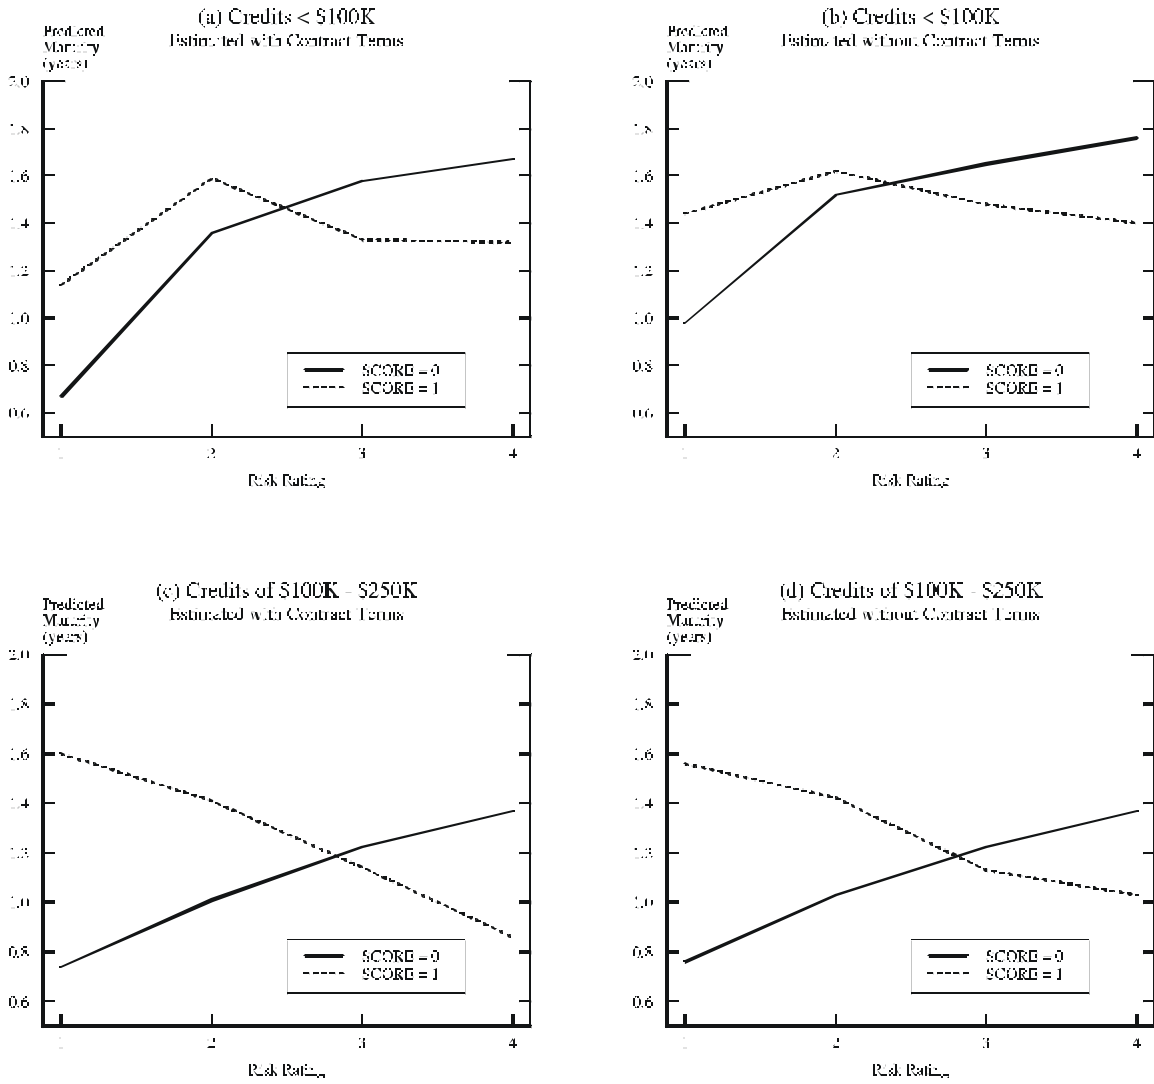 (a) Credits < $100K
Estimated with Contract Terms
Predicted
Maturity
(years)
2.0
1.8
1.6
1.4
1.2
1.0
0.8
0.6
SCORE = 0
SCORE = 1
1 2 3 4
Risk Rating
(b) Credits < $100K
Estimated without Contract Terms
Predicted
Maturity
(years)
2.0
1.8
1.6
1.4
1.2
1.0
0.8
0.6
SCORE = 0
SCORE = 1
1 2 3 4
Risk Rating
(c) Credits of $100K - $250K
Estimated with Contract Terms
Predicted
Maturity
(years)
2.0
1.8
1.6
1.4
1.2
1.0
0.8
0.6
SCORE = 0
SCORE = 1
1 2 3 4
Risk Rating
(d) Credits of $100K - $250K
Estimated without Contract Terms
Predicted
Maturity
(years)
2.0
1.8
1.6
1.4
1.2
1.0
0.8
0.6
SCORE = 0
SCORE = 1
1 2 3 4
Risk Rating